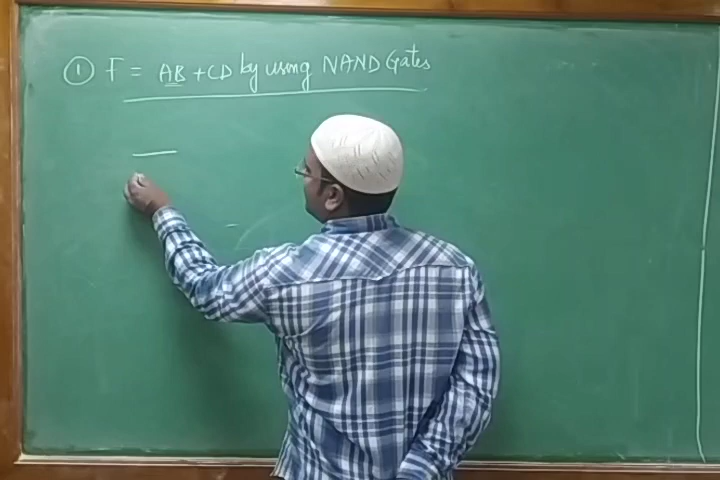 ① F = AB + CD by using NAND Gates